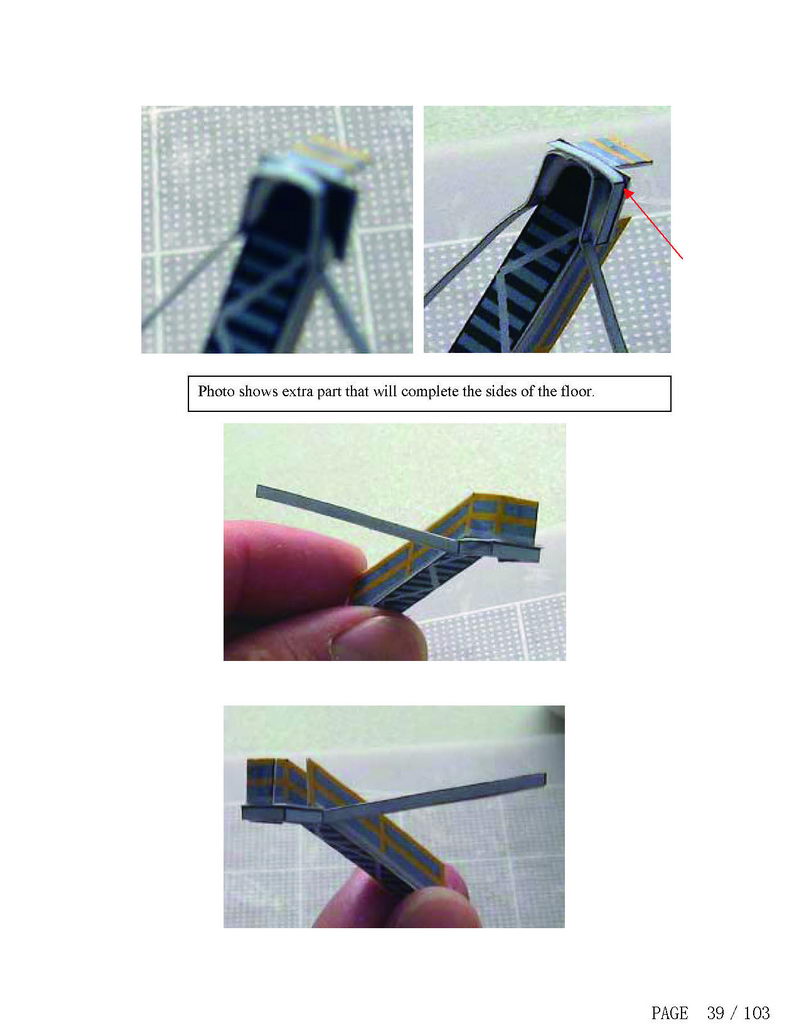 Photo shows extra part that will complete the sides of the floor.
PAGE 39 / 103